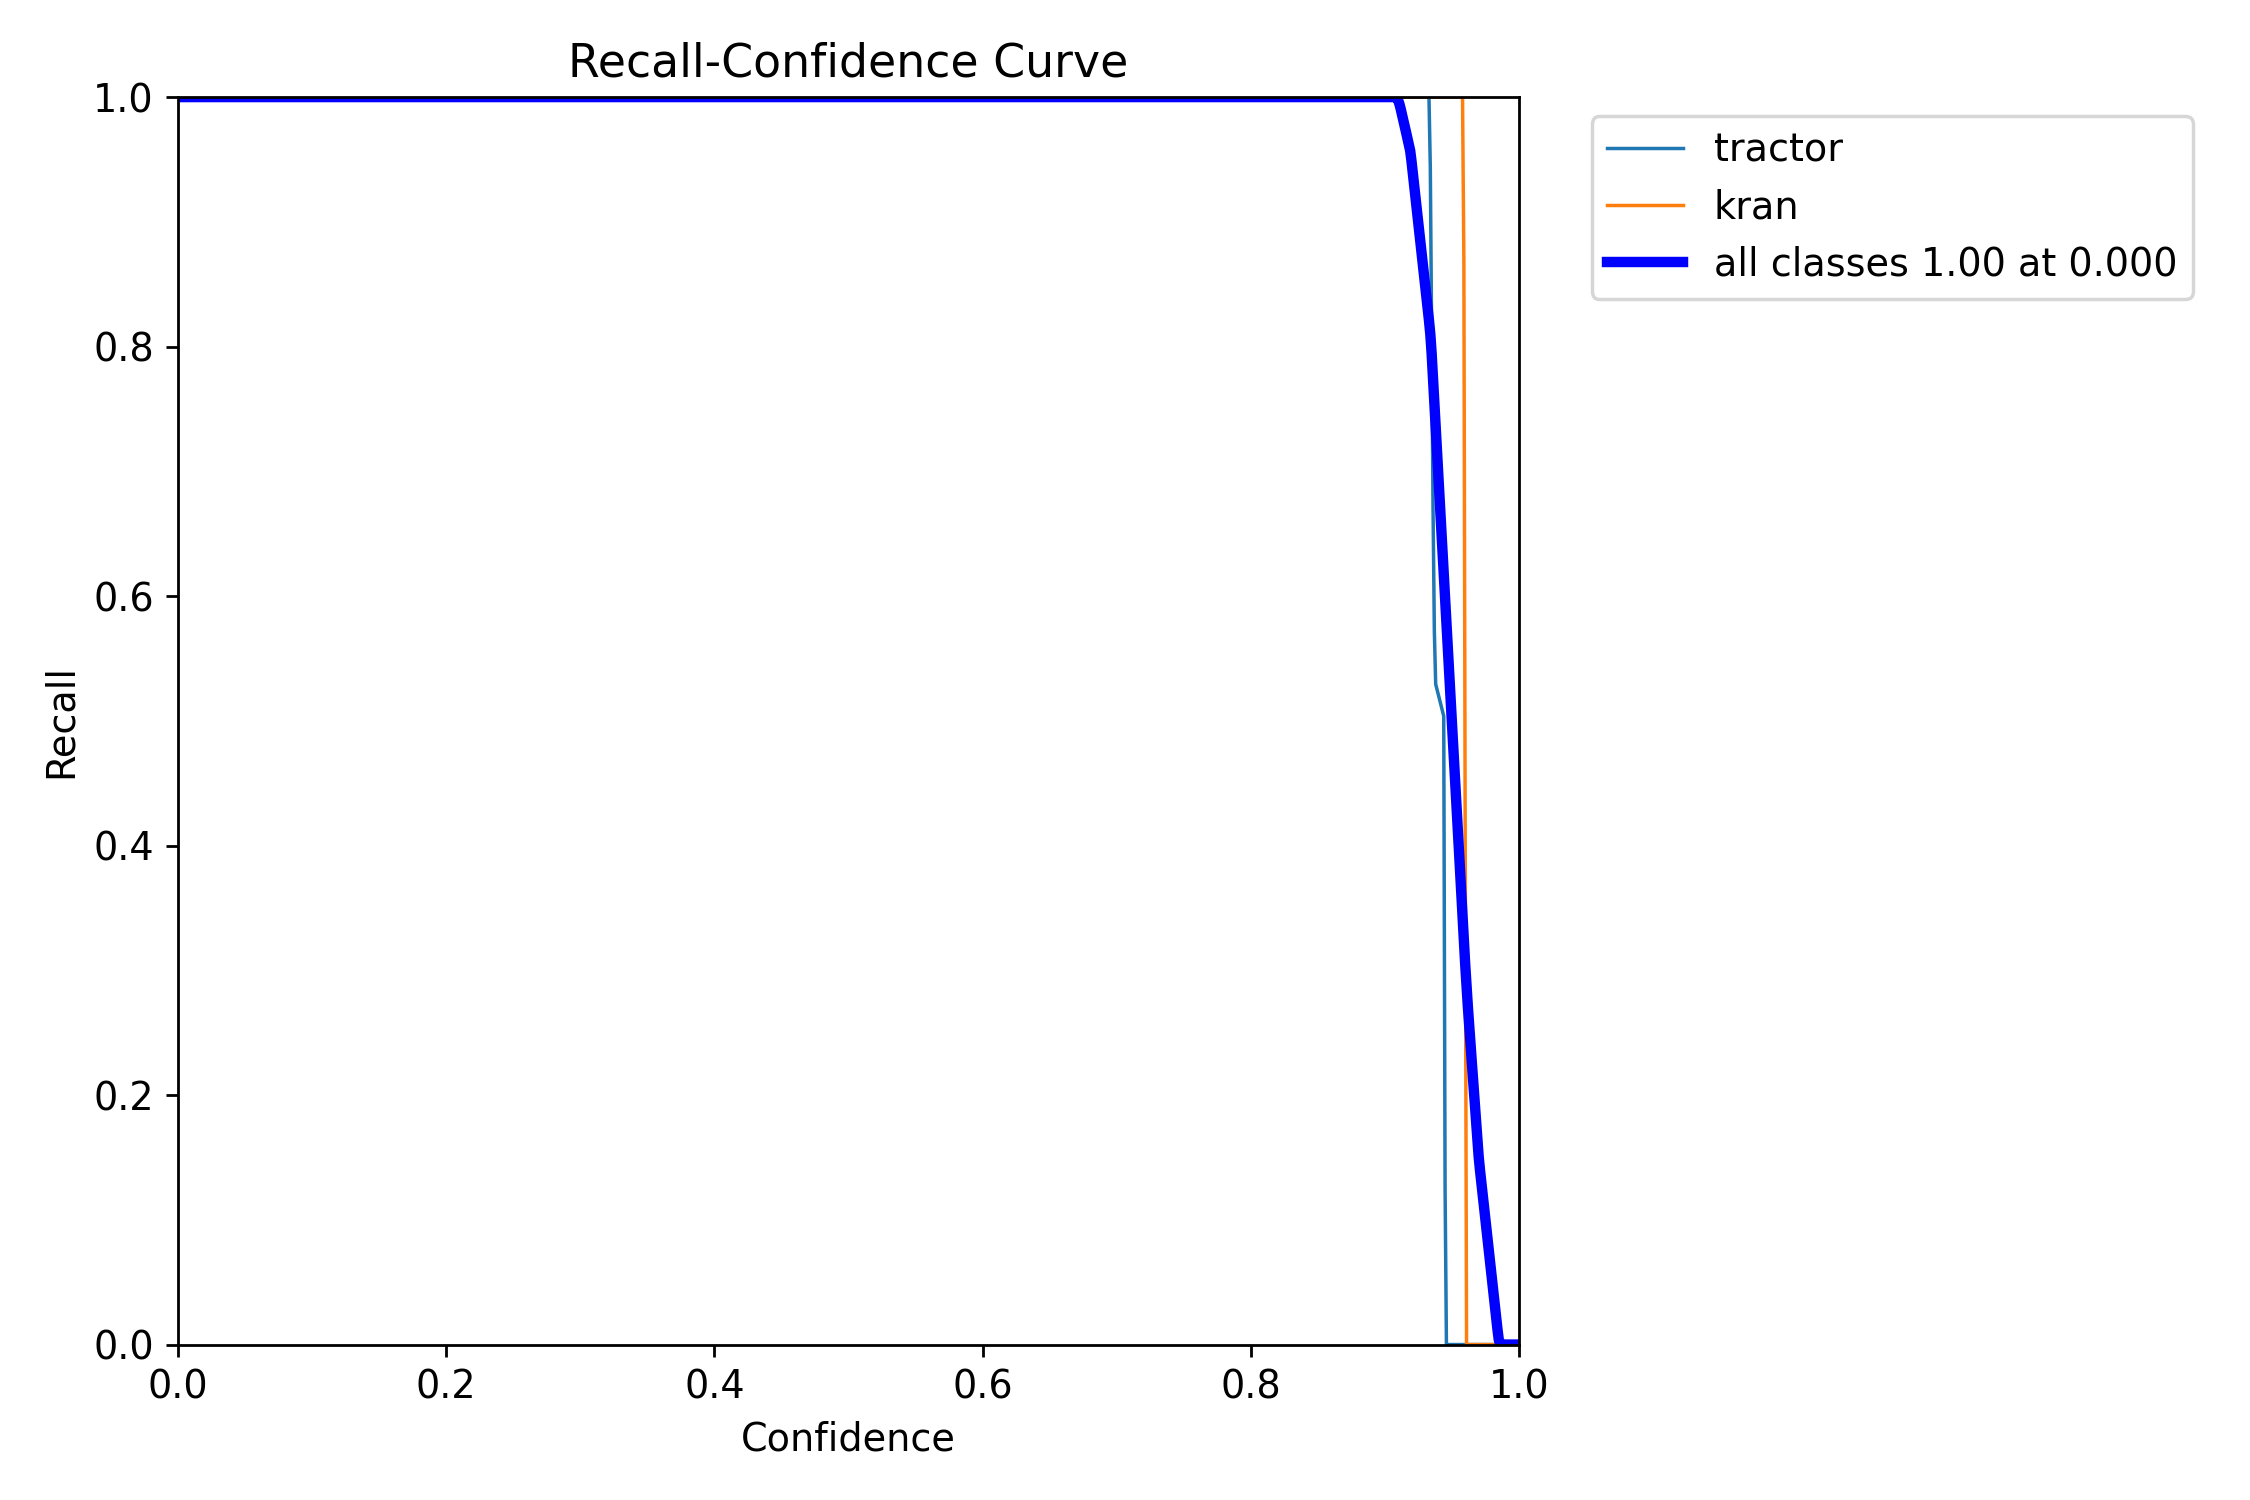 Recall-Confidence Curve
1.0
0.8
0.6
0.4
0.2
0.0
Recall
0.0 0.2 0.4 0.6 0.8 1.0
Confidence
tractor
kran
all classes 1.00 at 0.000